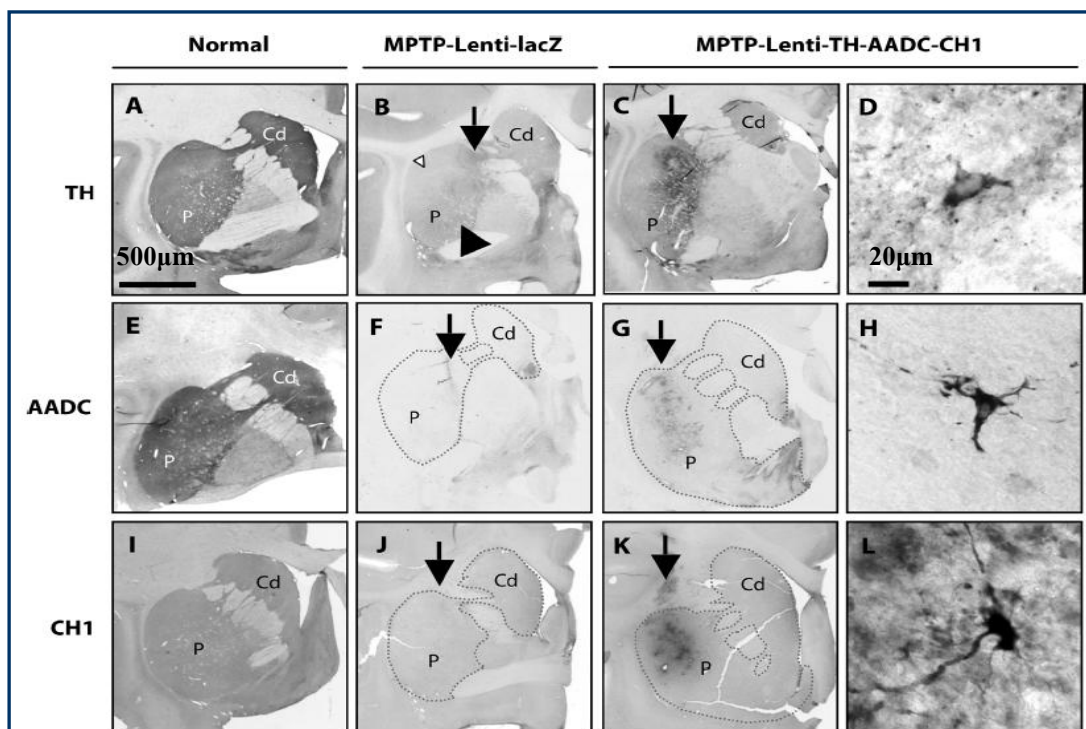 Normal MPTP-Lenti-lacZ MPTP-Lenti-TH-AADC-CH1
TH
A Cd P 500µm
B Cd P
C Cd P
D 20µm
AADC
E Cd P
F Cd P
G Cd P
H
CH1
I Cd P
J Cd P
K Cd P
L